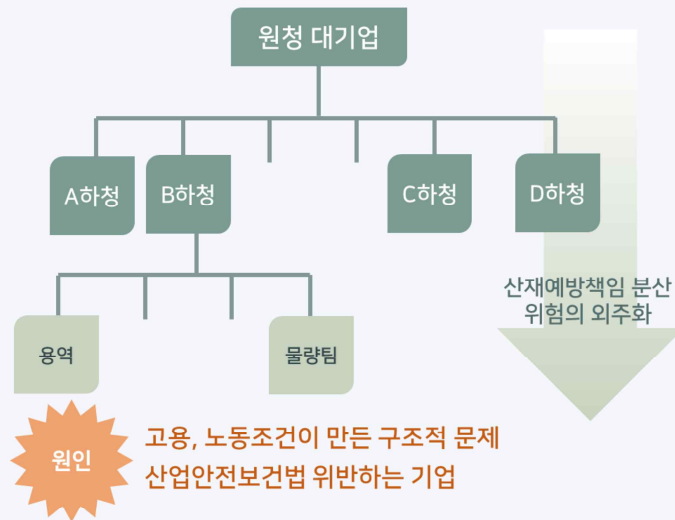 원청 대기업
A하청
B하청
C하청
D하청
산재예방책임 분산
위험의 외주화
용역
물량팀
원인
고용, 노동조건이 만든 구조적 문제
산업안전보건법 위반하는 기업